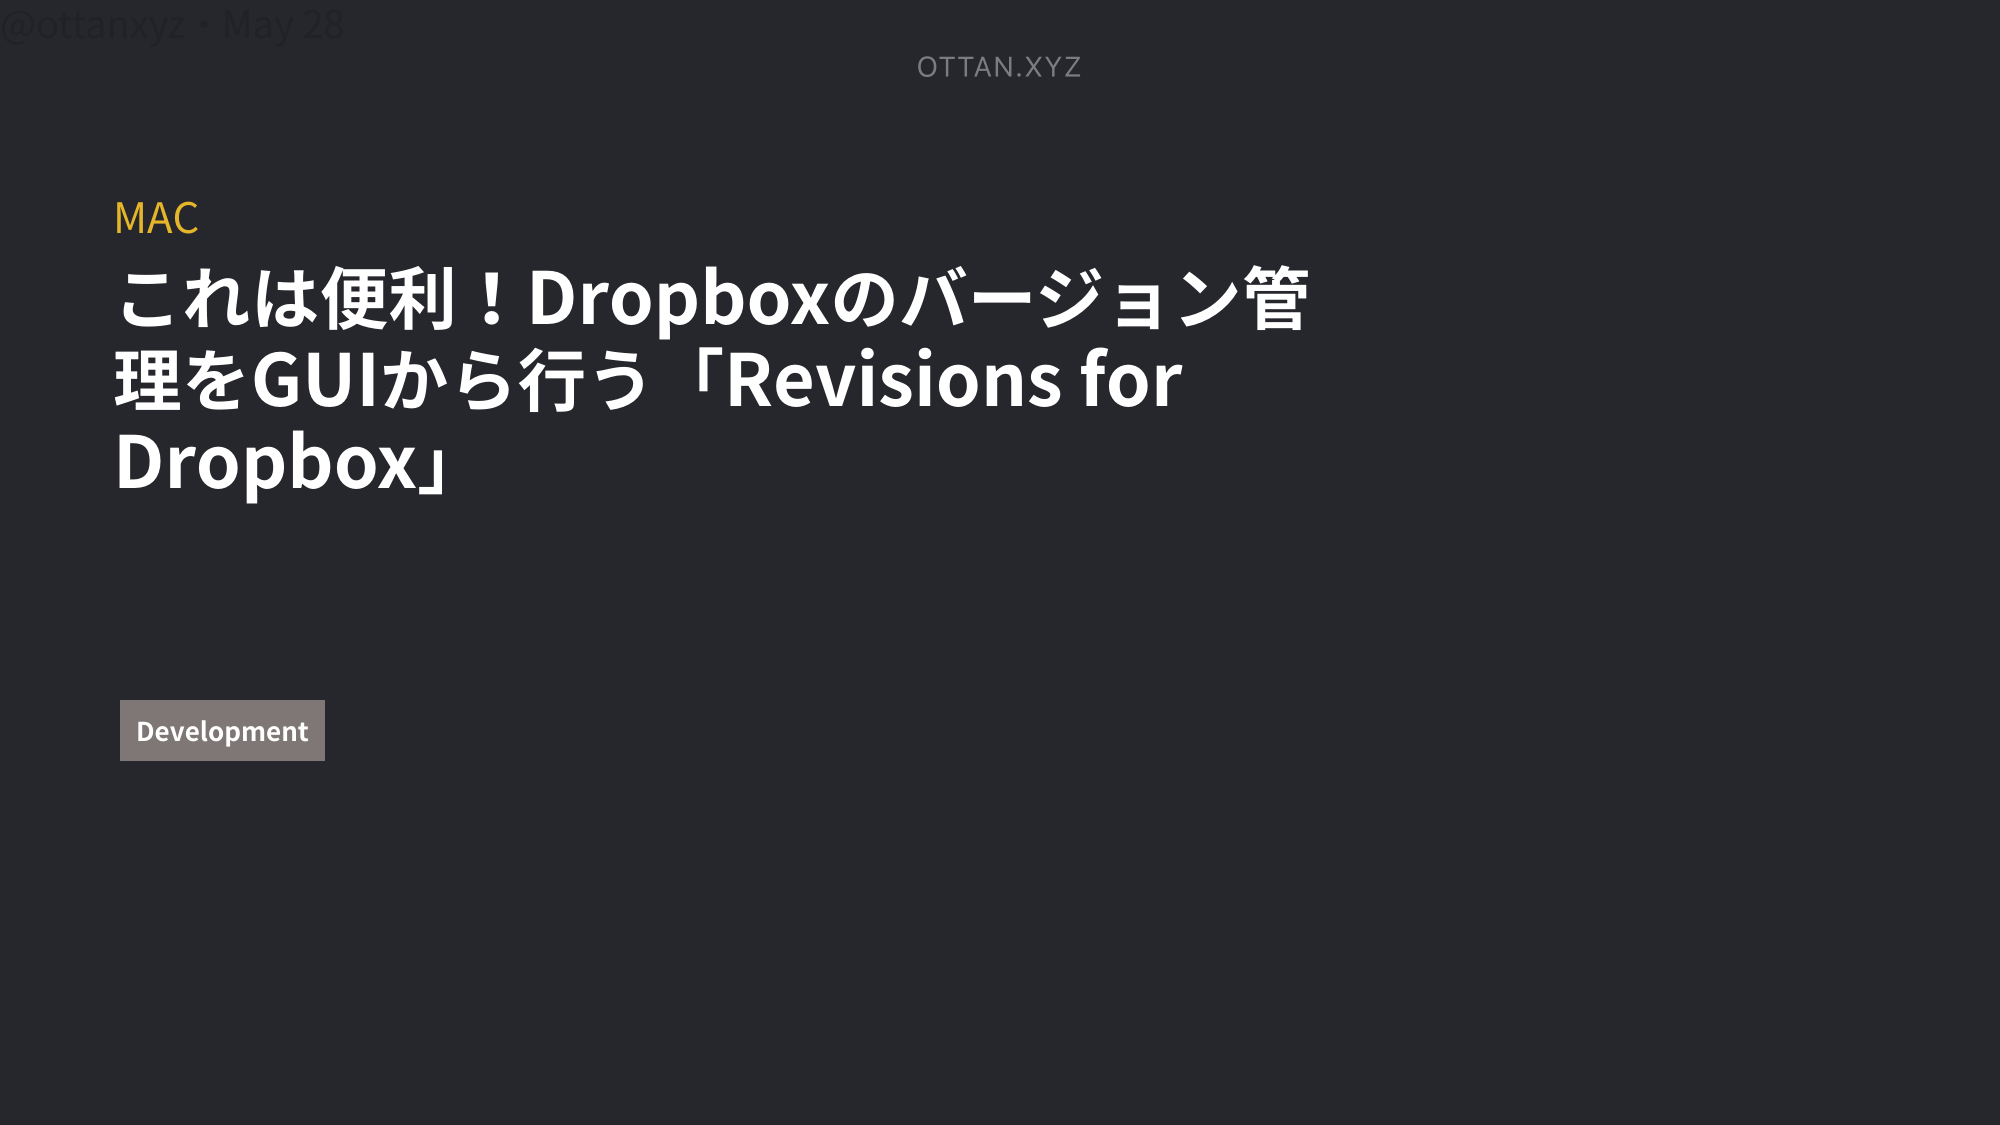 @ottanxyz・May 28
OTTAN.XYZ
MAC
これは便利！Dropboxのバージョン管
理をGUIから行う「Revisions for
Dropbox」
Development